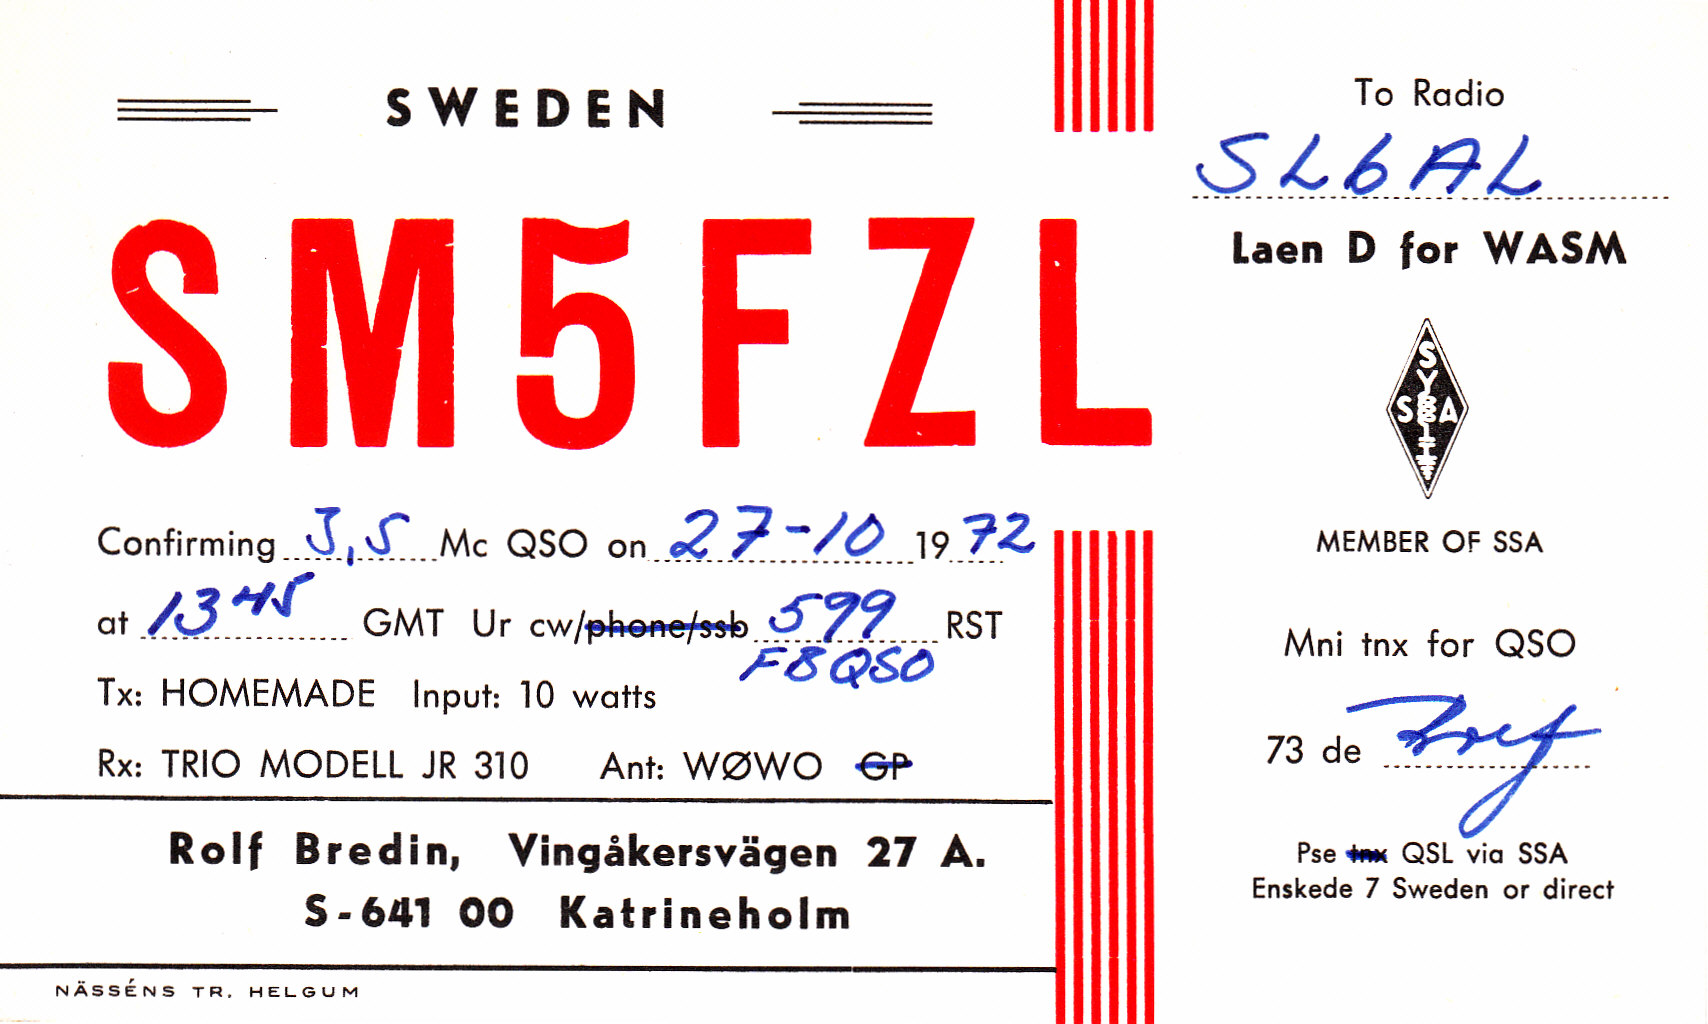 SWEDEN
SM5FZL
Confirming 3,5 Mc QSO on 27-10 1972
at 1345 GMT Ur cw/phone/ssb 599 RST
FB QSO
Tx: HOMEMADE Input: 10 watts
Rx: TRIO MODELL JR 310 Ant: WØWO GP
Rolf Bredin, Vingåkersvägen 27 A.
S-641 00 Katrineholm
NÄSSÉNS TR. HELGUM
To Radio
SL6AL
Laen D for WASM
SSA
MEMBER OF SSA
Mni tnx for QSO
73 de Rolf
Pse tnx QSL via SSA
Enskede 7 Sweden or direct